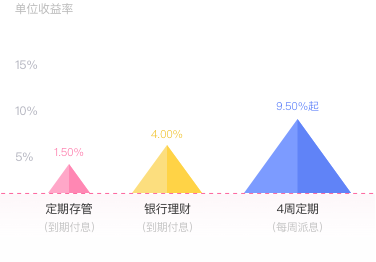 单位收益率
15%
10%
9.50%起
4.00%
1.50%
5%
定期存管 银行理财 4周定期
(到期付息) (到期付息) (每周派息)